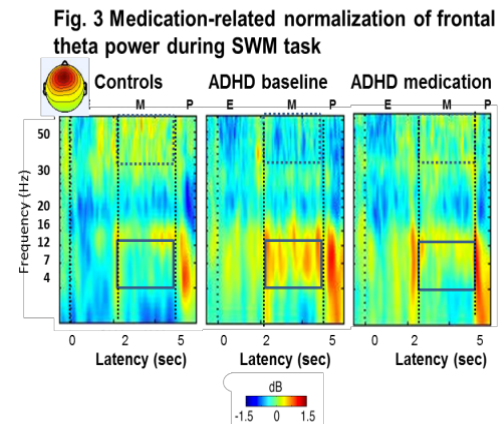 Fig. 3 Medication-related normalization of frontal
theta power during SWM task
Controls ADHD baseline ADHD medication
M P E M P E M P
50
30
20
16
12
7
4
Frequency (Hz)
0 2 5 0 2 5 0 2 5
Latency (sec) Latency (sec) Latency (sec)
dB
-1.5 0 1.5